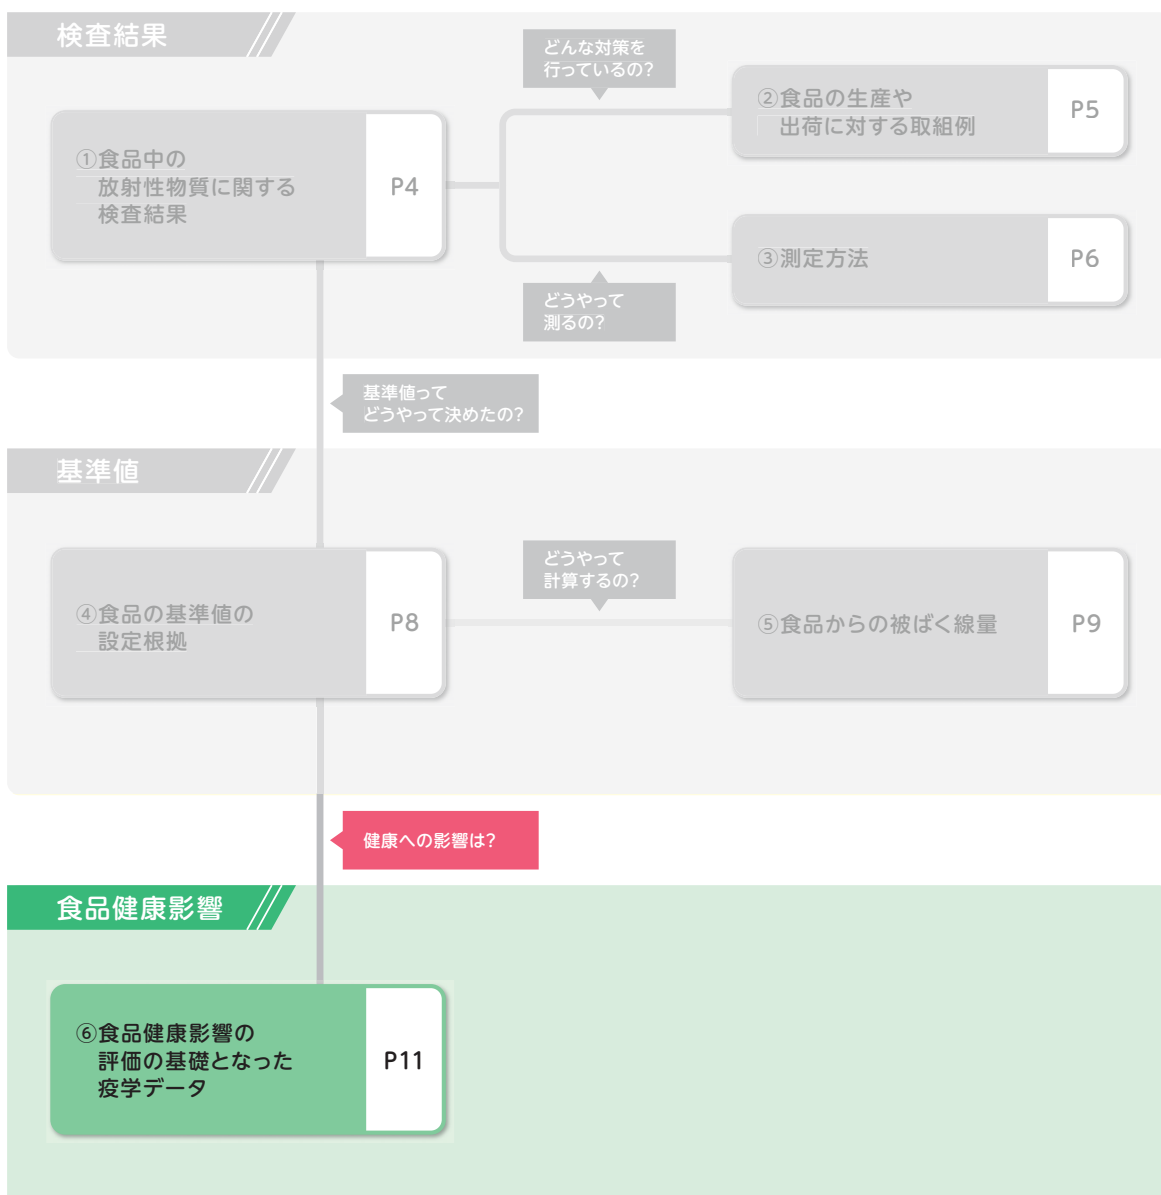 検査結果
どんな対策を
行っているの？
②食品の生産や
出荷に対する取組例
P5
①食品中の
放射性物質に関する
検査結果
P4
③測定方法
P6
どうやって
測るの？
基準値って
どうやって決めたの？
基準値
どうやって
計算するの？
④食品の基準値の
設定根拠
P8
⑤食品からの被ばく線量
P9
健康への影響は？
食品健康影響
⑥食品健康影響の
評価の基礎となった
疫学データ
P11